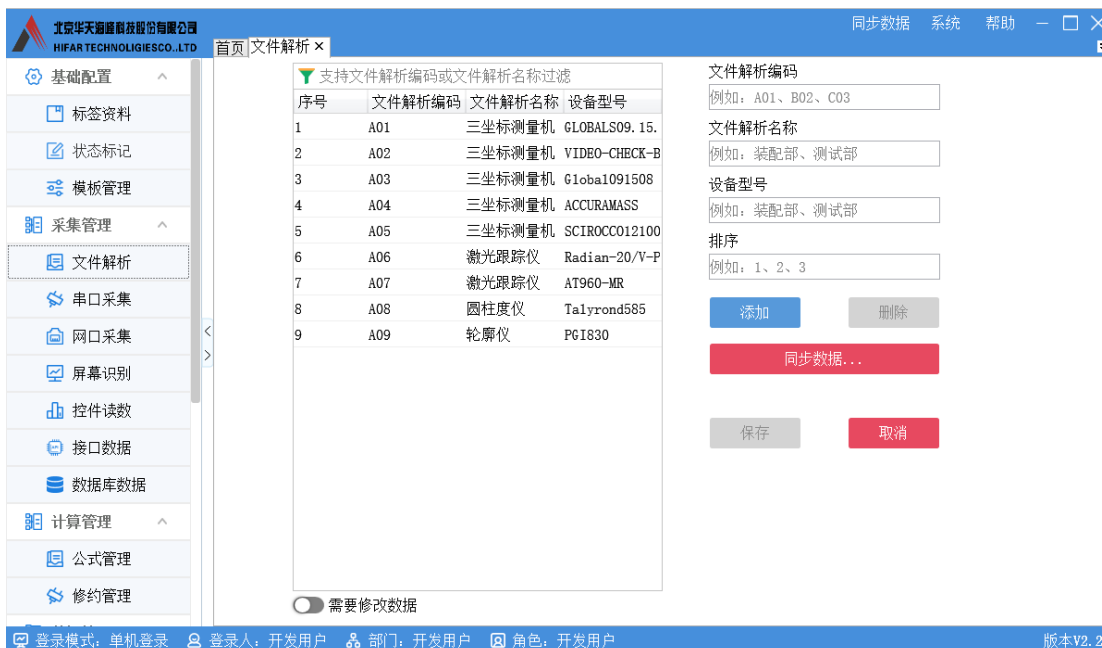 北京华天海峰科技股份有限公司
HIFAR TECHNOLIGIESCO.,LTD
同步数据 系统 帮助
首页 文件解析 ×
基础配置
标签资料
状态标记
模板管理
采集管理
文件解析
串口采集
网口采集
屏幕识别
控件读数
接口数据
数据库数据
计算管理
公式管理
修约管理
支持文件解析编码或文件解析名称过滤
序号 文件解析编码 文件解析名称 设备型号
1 A01 三坐标测量机 GLOBALS09.15.
2 A02 三坐标测量机 VIDEO-CHECK-B
3 A03 三坐标测量机 Global091508
4 A04 三坐标测量机 ACCURAMASS
5 A05 三坐标测量机 SCIROCCO12100
6 A06 激光跟踪仪 Radian-20/V-P
7 A07 激光跟踪仪 AT960-MR
8 A08 圆柱度仪 Talyrond585
9 A09 轮廓仪 PGI830
需要修改数据
文件解析编码
例如: A01、B02、C03
文件解析名称
例如: 装配部、测试部
设备型号
例如: 装配部、测试部
排序
例如: 1、2、3
添加 删除
同步数据...
保存 取消
登录模式: 单机登录 登录人: 开发用户 部门: 开发用户 角色: 开发用户 版本V2.2